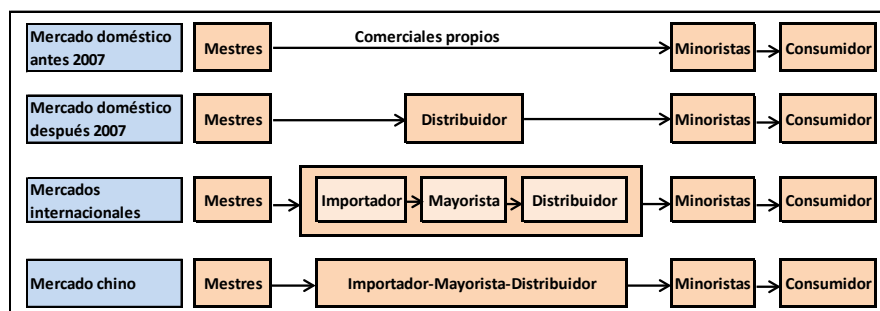 Mercado doméstico
antes 2007
Mestres
Comerciales propios
Minoristas
Consumidor
Mercado doméstico
después 2007
Mestres
Distribuidor
Minoristas
Consumidor
Mercados
internacionales
Mestres
Importador
Mayorista
Distribuidor
Minoristas
Consumidor
Mercado chino
Mestres
Importador-Mayorista-Distribuidor
Minoristas
Consumidor